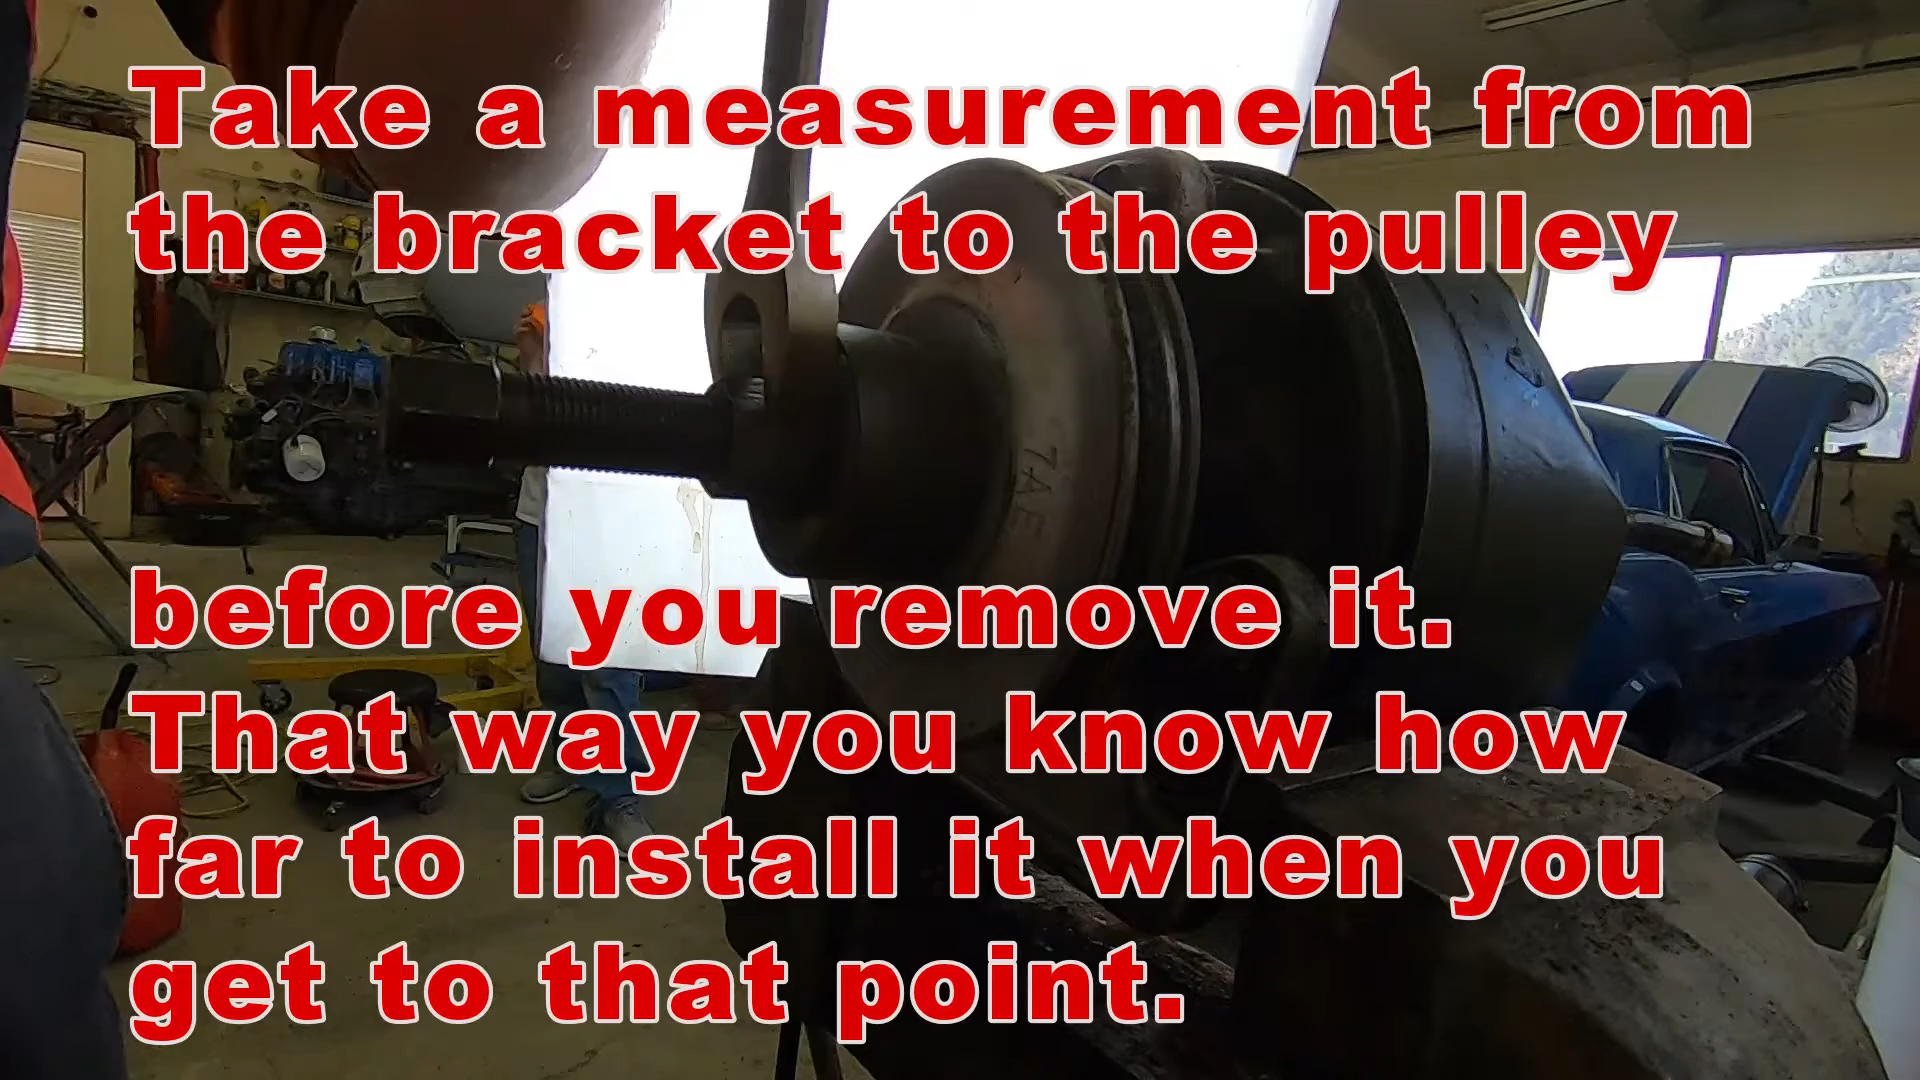 Take a measurement from
the bracket to the pulley
7AE
before you remove it.
That way you know how
far to install it when you
get to that point.